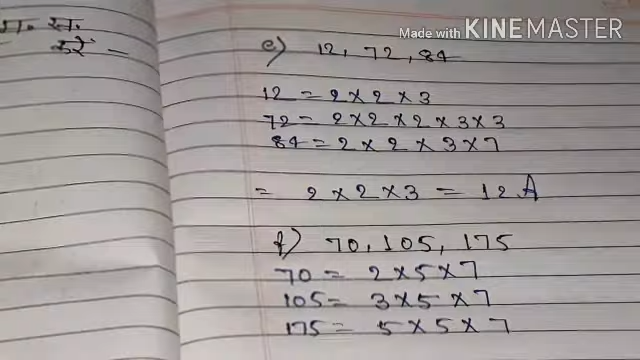 Made with KINEMASTER
म. स.
करें -
e) 12, 72, 84
12 = 2 × 2 × 3
72 = 2 × 2 × 2 × 3 × 3
84 = 2 × 2 × 3 × 7
= 2 × 2 × 3 = 12 A
f) 70, 105, 175
70 = 2 × 5 × 7
105 = 3 × 5 × 7
175 = 5 × 5 × 7